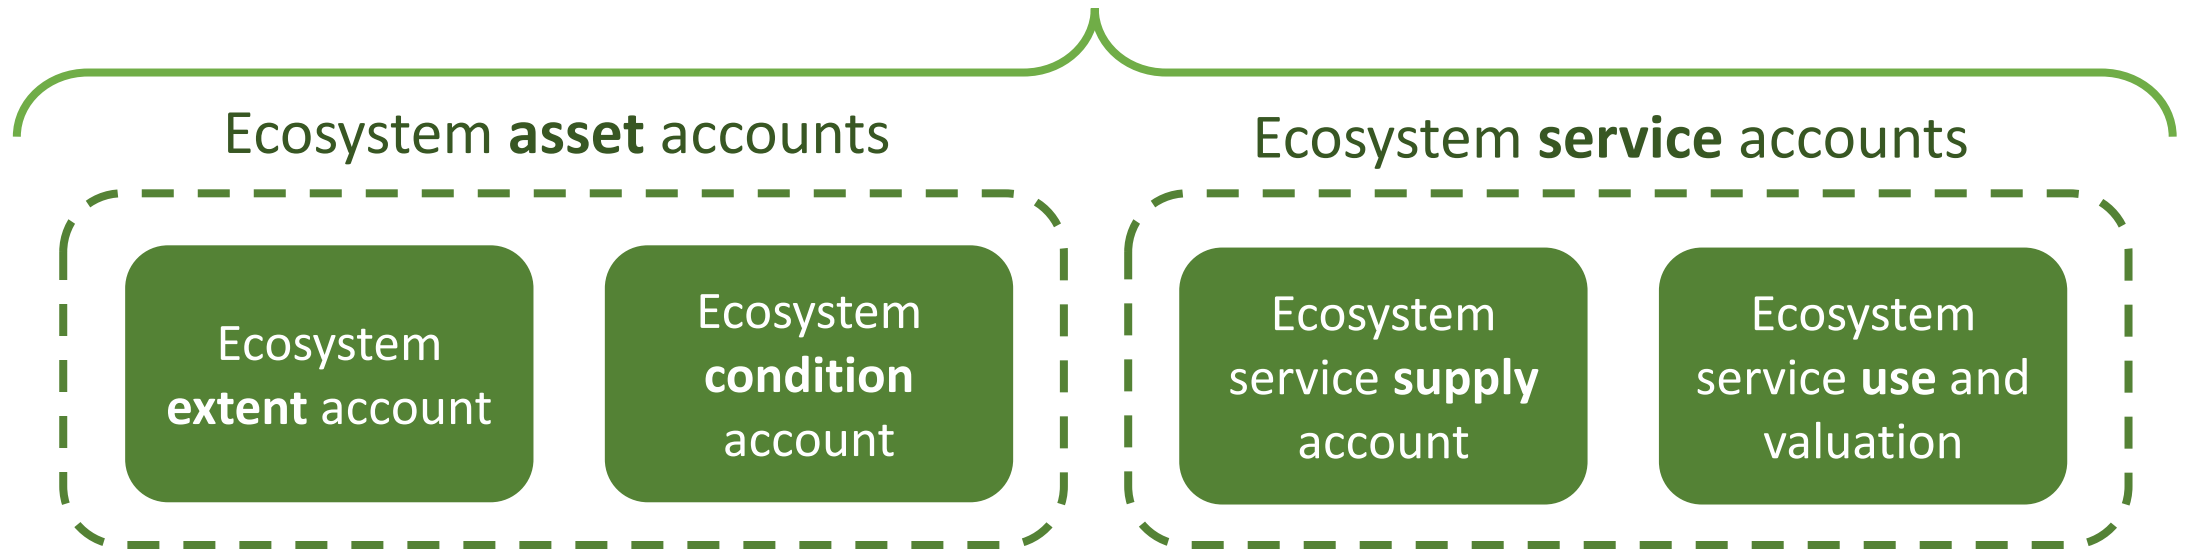 Ecosystem asset accounts
Ecosystem
extent account
Ecosystem
condition
account
Ecosystem service accounts
Ecosystem
service supply
account
Ecosystem
service use and
valuation